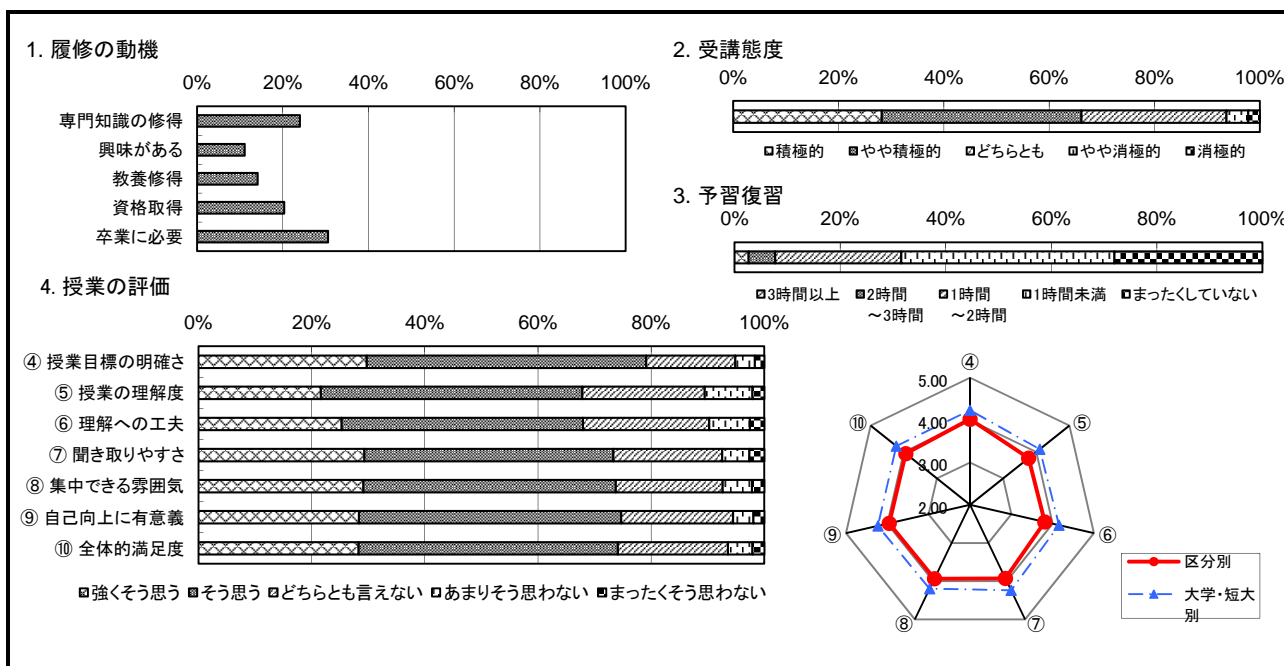 1. 履修の動機
0% 20% 40% 60% 80% 100%
専門知識の修得
興味がある
教養修得
資格取得
卒業に必要
2. 受講態度
0% 20% 40% 60% 80% 100%
積極的 やや積極的 どちらとも やや消極的 消極的
3. 予習復習
0% 20% 40% 60% 80% 100%
3時間以上 2時間 1時間 1時間未満 まったくしていない
～3時間 ～2時間
4. 授業の評価
0% 20% 40% 60% 80% 100%
④ 授業目標の明確さ
⑤ 授業の理解度
⑥ 理解への工夫
⑦ 聞き取りやすさ
⑧ 集中できる雰囲気
⑨ 自己向上に有意義
⑩ 全体的満足度
強くそう思う そう思う どちらとも言えない あまりそう思わない まったくそう思わない
④
5.00
⑩ ⑤
4.00
3.00
2.00
⑨ ⑥
⑧ ⑦
区分別
大学・短大
別